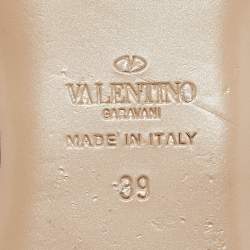 VALENTINO
GARAVANI
MADE IN ITALY
39